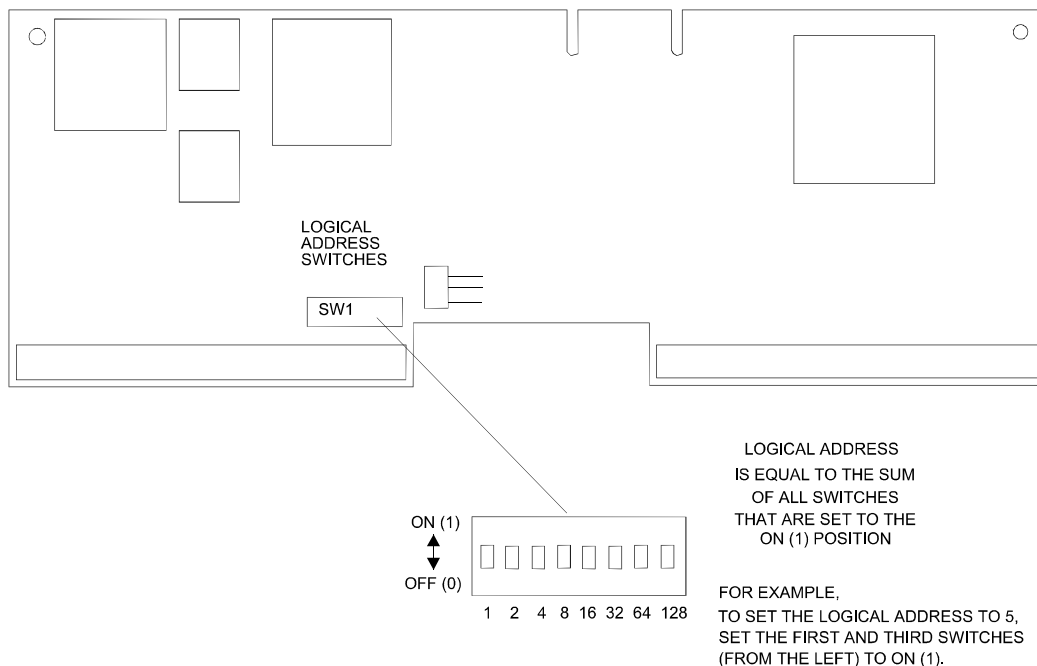 LOGICAL
ADDRESS
SWITCHES
SW1
LOGICAL ADDRESS
IS EQUAL TO THE SUM
OF ALL SWITCHES
THAT ARE SET TO THE
ON (1) POSITION
ON (1)
OFF (0)
1 2 4 8 16 32 64 128
FOR EXAMPLE,
TO SET THE LOGICAL ADDRESS TO 5,
SET THE FIRST AND THIRD SWITCHES
(FROM THE LEFT) TO ON (1).